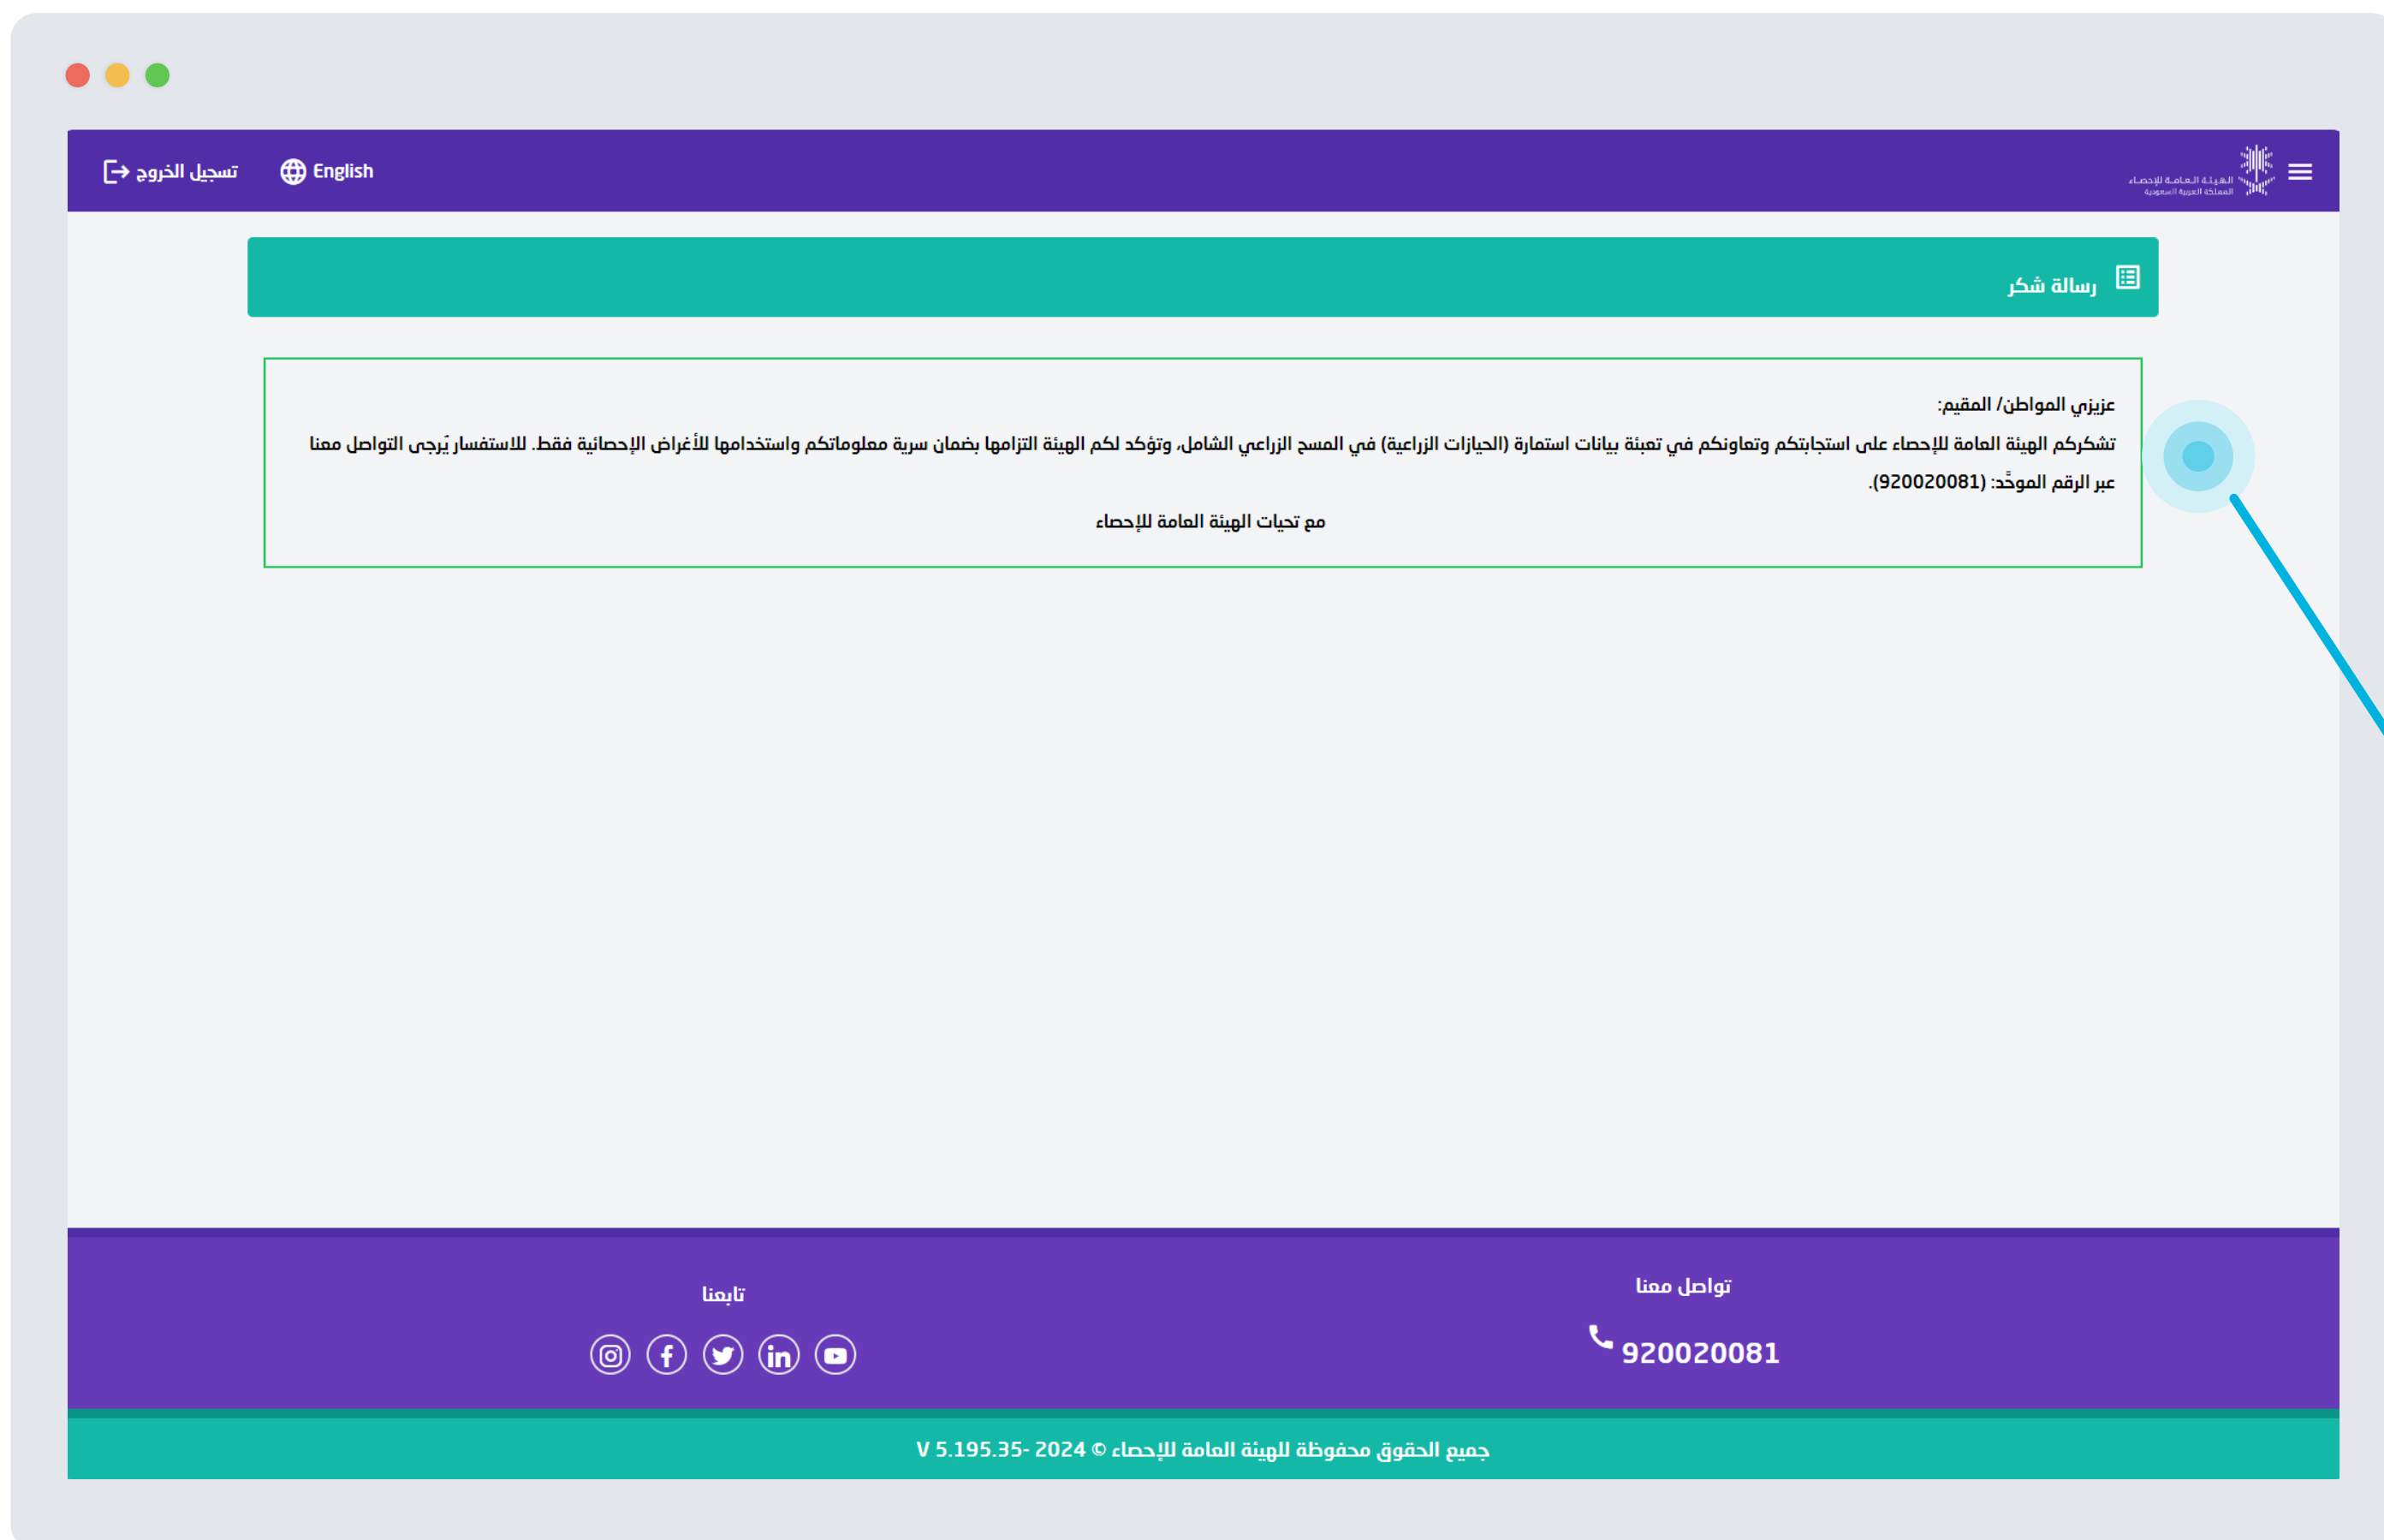 الهيئة العامة للإحصاء
المملكة العربية السعودية
English
تسجيل الخروج
رسالة شكر
عزيزي المواطن/ المقيم:
تشكركم الهيئة العامة للإحصاء على استجابتكم وتعاونكم في تعبئة بيانات استمارة (الحيازات الزراعية) في المسح الزراعي الشامل، وتؤكد لكم الهيئة التزامها بضمان سرية معلوماتكم واستخدامها للأغراض الإحصائية فقط. للاستفسار يُرجى التواصل معنا
عبر الرقم الموحَّد: (920020081).
مع تحيات الهيئة العامة للإحصاء
تواصل معنا
920020081
تابعنا
جميع الحقوق محفوظة للهيئة العامة للإحصاء © 2024 -V 5.195.35